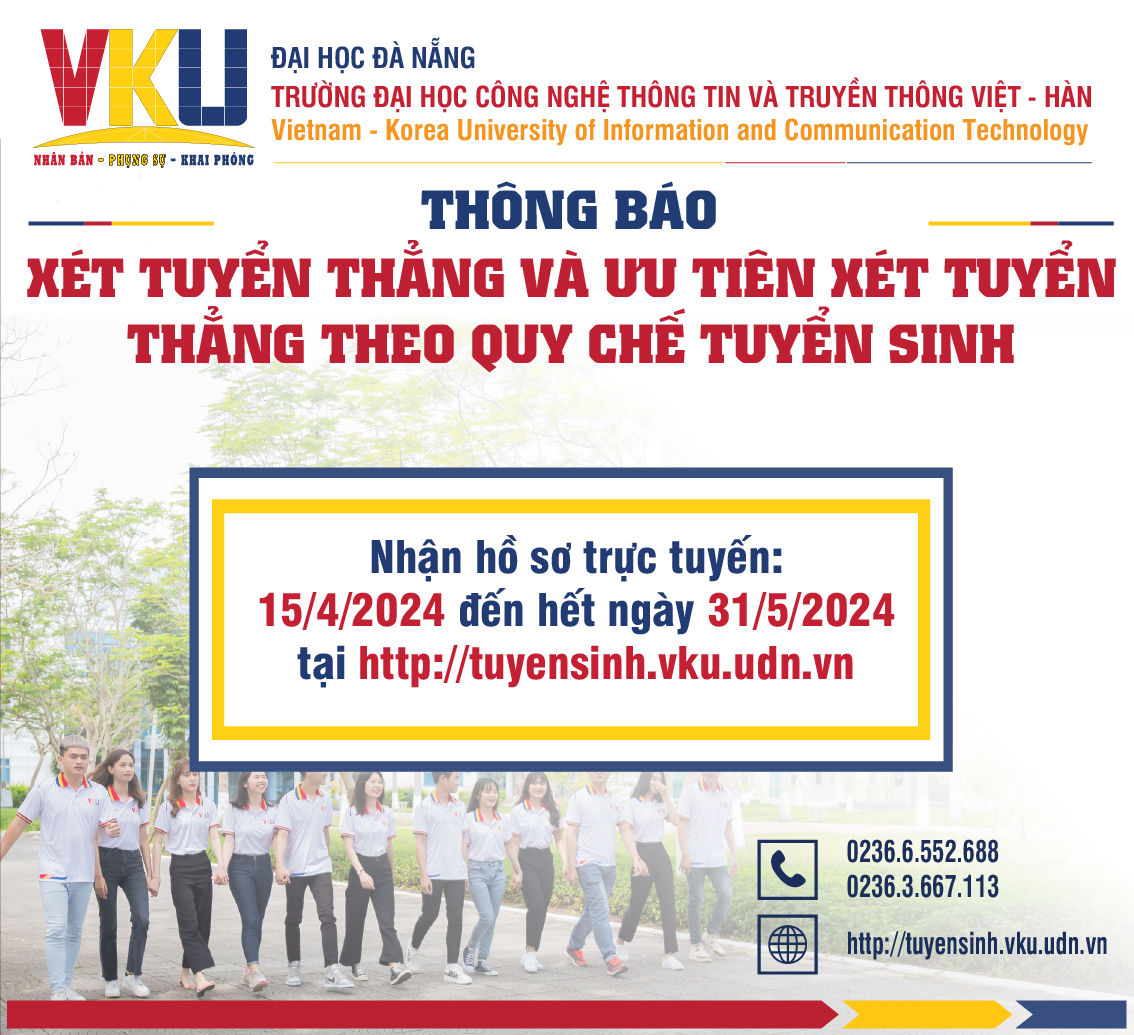 VKU
NHÂN BẢN - PHỤNG SỰ - KHAI PHÓNG
ĐẠI HỌC ĐÀ NẴNG
TRƯỜNG ĐẠI HỌC CÔNG NGHỆ THÔNG TIN VÀ TRUYỀN THÔNG VIỆT - HÀN
Vietnam - Korea University of Information and Communication Technology
THÔNG BÁO
XÉT TUYỂN THẲNG VÀ ƯU TIÊN XÉT TUYỂN
THẲNG THEO QUY CHẾ TUYỂN SINH
Nhận hồ sơ trực tuyến:
15/4/2024 đến hết ngày 31/5/2024
tại http://tuyensinh.vku.udn.vn
0236.6.552.688
0236.3.667.113
http://tuyensinh.vku.udn.vn